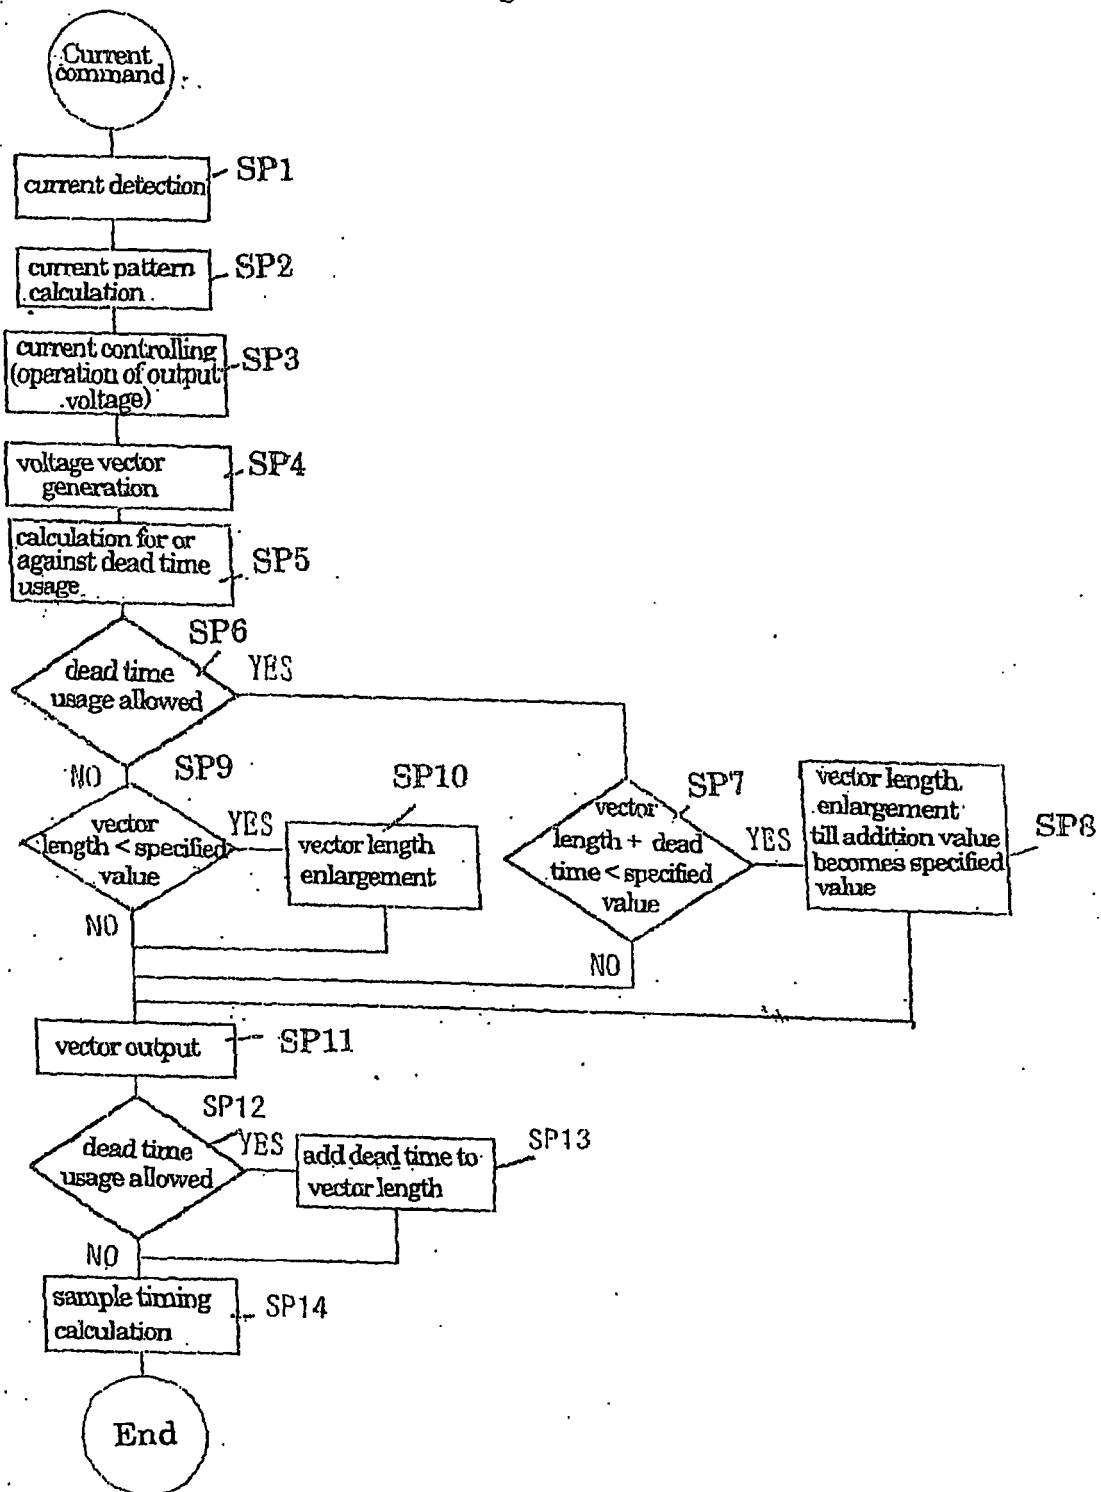 Current
command
current detection
SP1
current pattern
calculation
SP2
current controlling
(operation of output
voltage)
SP3
voltage vector
generation
SP4
calculation for or
against dead time
usage
SP5
SP6
dead time
usage allowed
YES
NO
SP9
vector
length < specified
value
YES
NO
SP10
vector length
enlargement
SP7
vector
length + dead
time < specified
value
YES
NO
vector length
enlargement
till addition value
becomes specified
value
SP8
vector output
SP11
SP12
dead time
usage allowed
YES
NO
add dead time to
vector length
SP13
sample timing
calculation
SP14
End